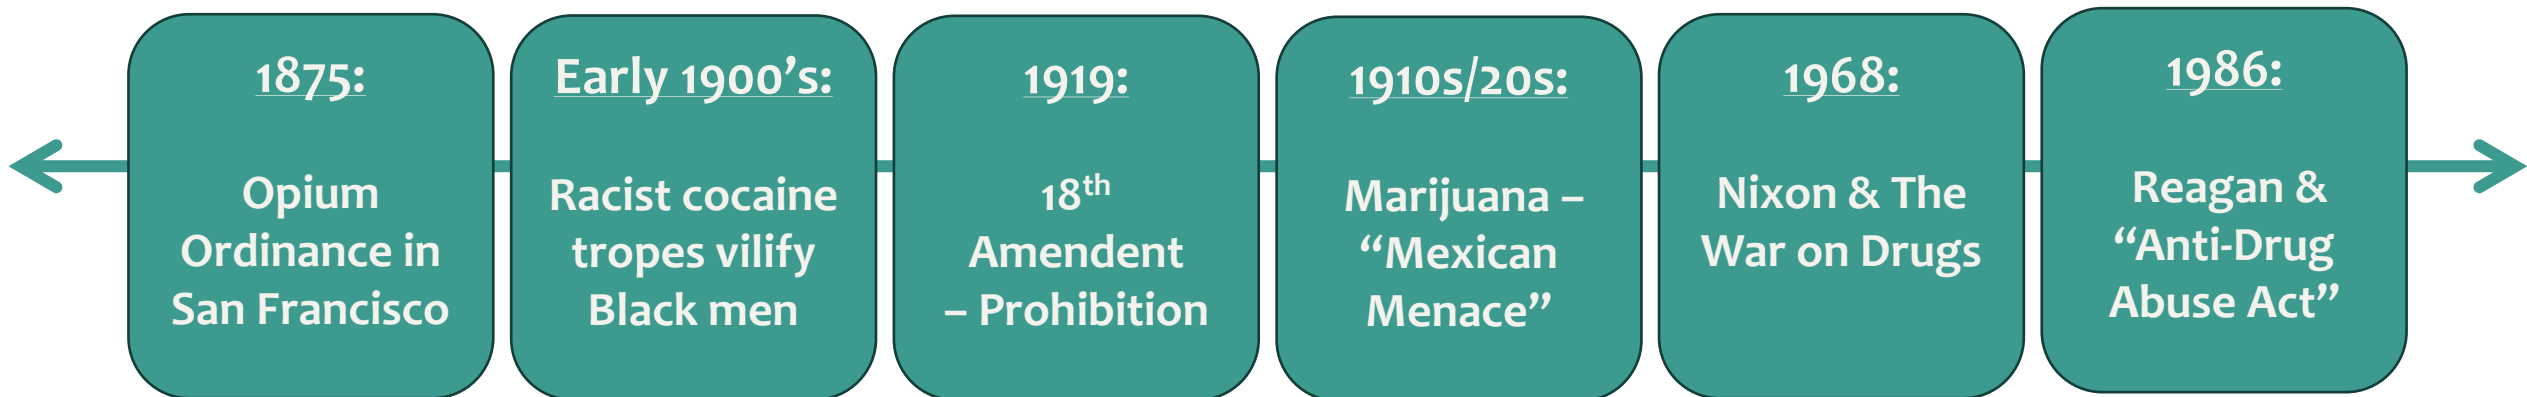 1875:
Opium
Ordinance in
San Francisco
Early 1900’s:
Racist cocaine
tropes vilify
Black men
1919:
18th
Amendent
– Prohibition
1910s/20s:
Marijuana –
“Mexican
Menace”
1968:
Nixon & The
War on Drugs
1986:
Reagan &
“Anti-Drug
Abuse Act”